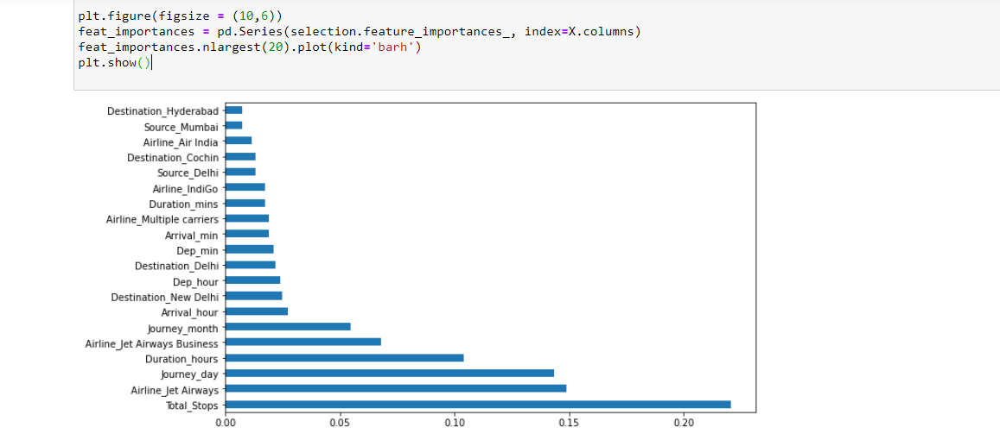 plt.figure(figsize = (10,6))
feat_importances = pd.Series(selection.feature_importances_, index=X.columns)
feat_importances.nlargest(20).plot(kind='barh')
plt.show()
Destination_Hyderabad
Source_Mumbai
Airline_Air India
Destination_Cochin
Source_Delhi
Airline_IndiGo
Duration_mins
Airline_Multiple carriers
Arrival_min
Dep_min
Destination_Delhi
Dep_hour
Destination_New Delhi
Arrival_hour
Journey_month
Airline_Jet Airways Business
Duration_hours
Journey_day
Airline_Jet Airways
Total_Stops
0.00 0.05 0.10 0.15 0.20